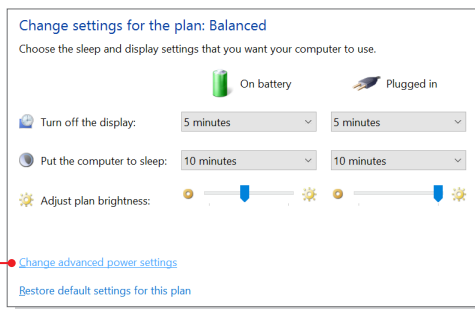 Change settings for the plan: Balanced
Choose the sleep and display settings that you want your computer to use.
On battery Plugged in
Turn off the display: 5 minutes 5 minutes
Put the computer to sleep: 10 minutes 10 minutes
Adjust plan brightness:
Change advanced power settings
Restore default settings for this plan